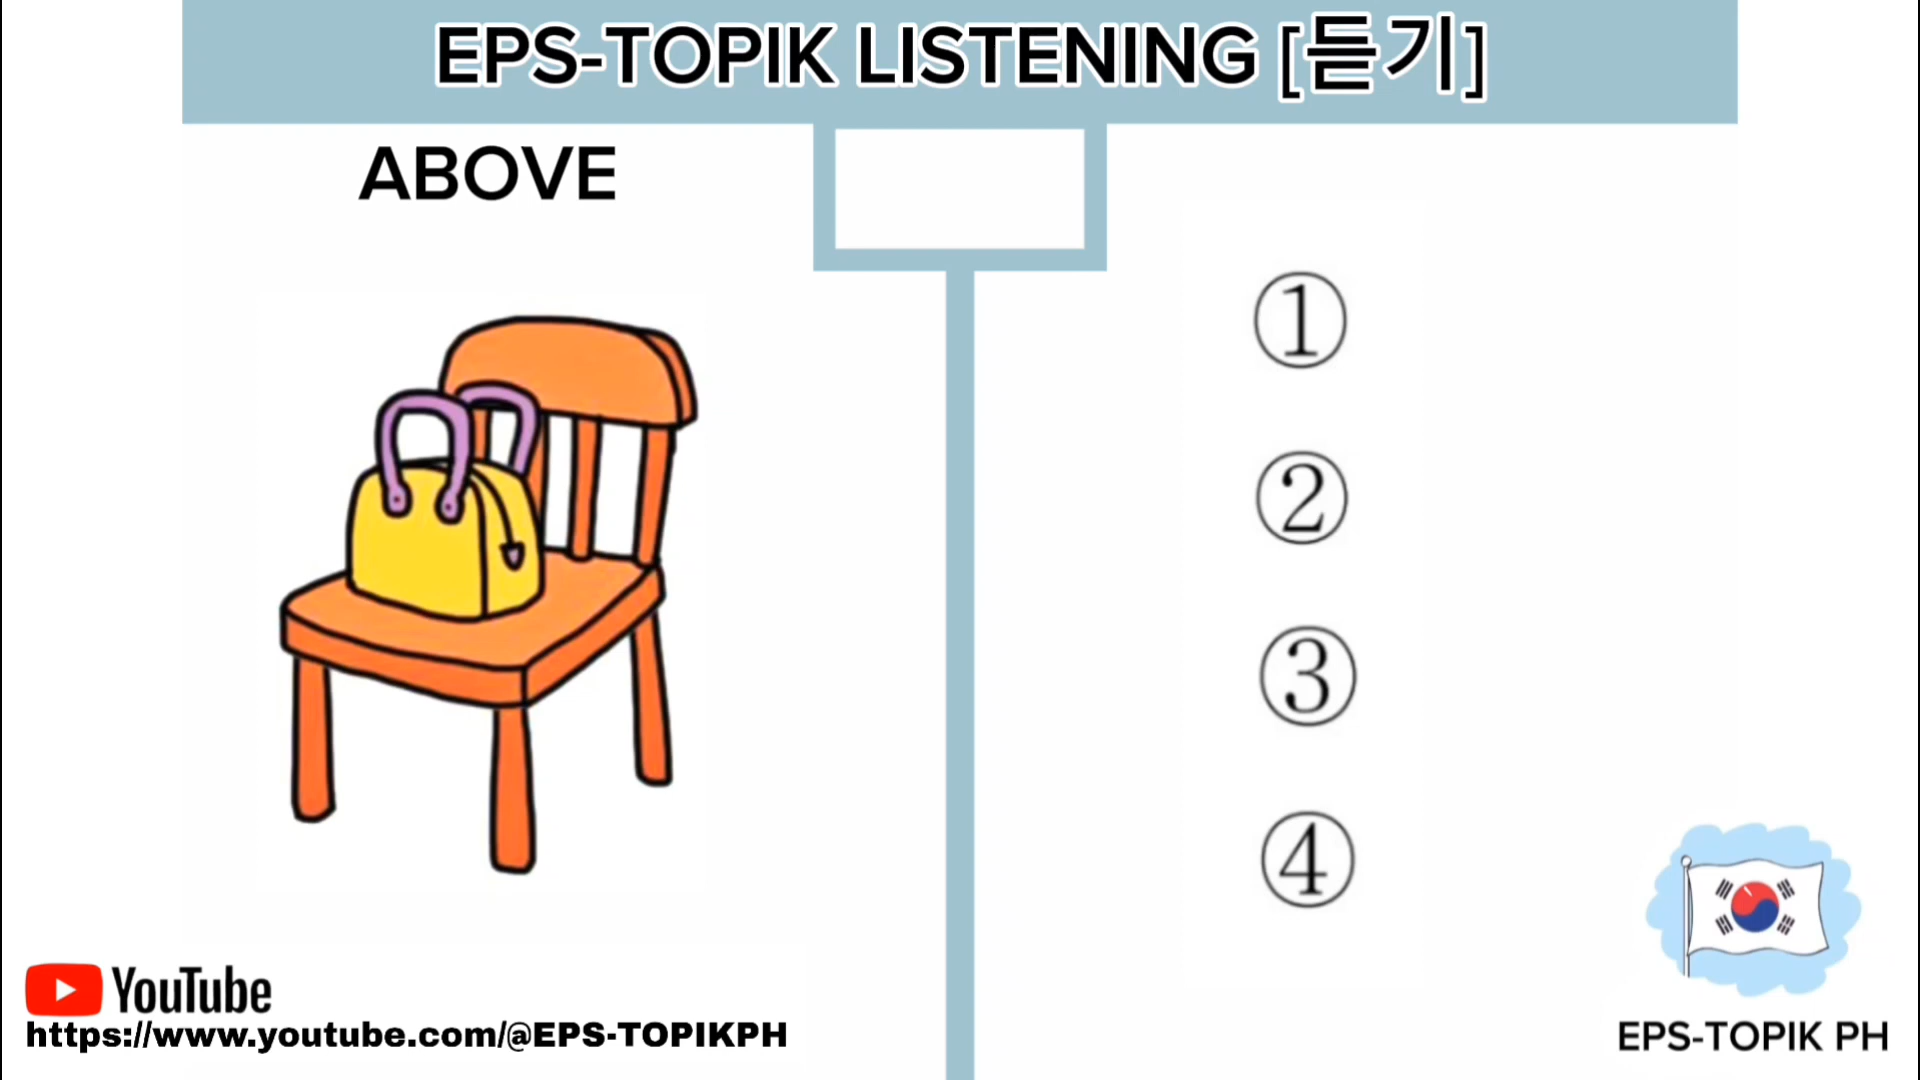 EPS-TOPIK LISTENING [듣기]
ABOVE
①
②
③
④
YouTube
https://www.youtube.com/@EPS-TOPIKPH
EPS-TOPIK PH